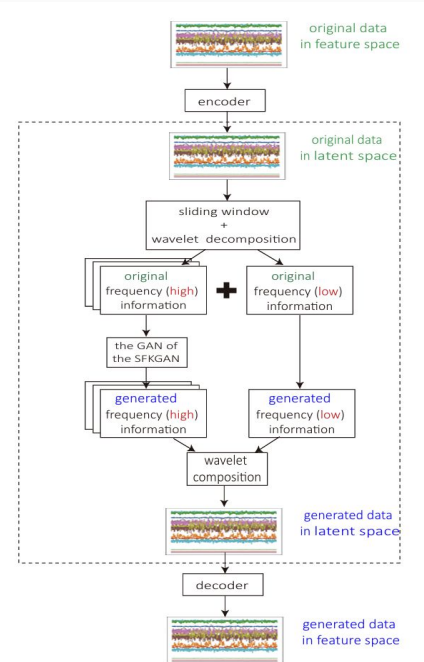 original data
in feature space
encoder
original data
in latent space
sliding window
+
wavelet decomposition
original
frequency (high)
information
+
original
frequency (low)
information
the GAN of
the SFKGAN
generated
frequency (high)
information
generated
frequency (low)
information
wavelet
composition
generated data
in latent space
decoder
generated data
in feature space